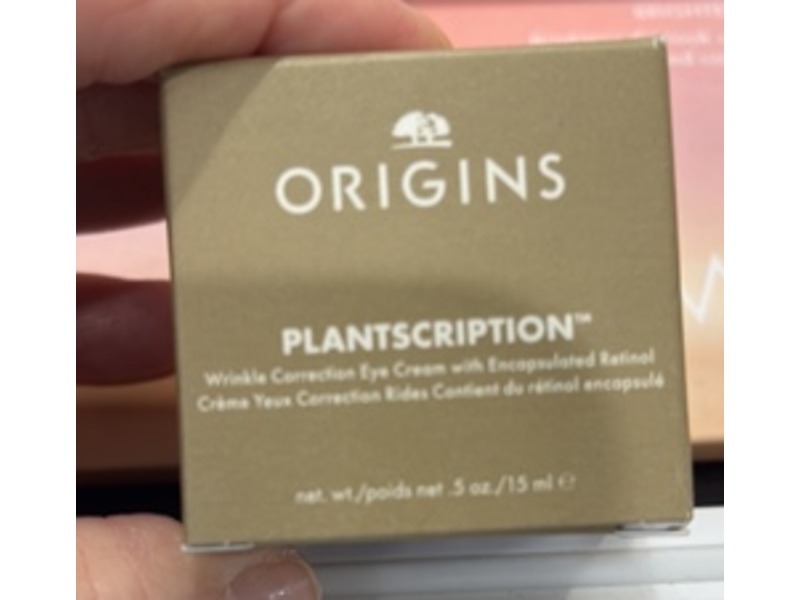 ORIGINS
PLANTSCRIPTION™
Wrinkle Correction Eye Cream with Encapsulated Retinol
Crème Yeux Correction Rides Contient du rétinol encapsulé
net. wt./poids net .5 oz./15 ml ℮